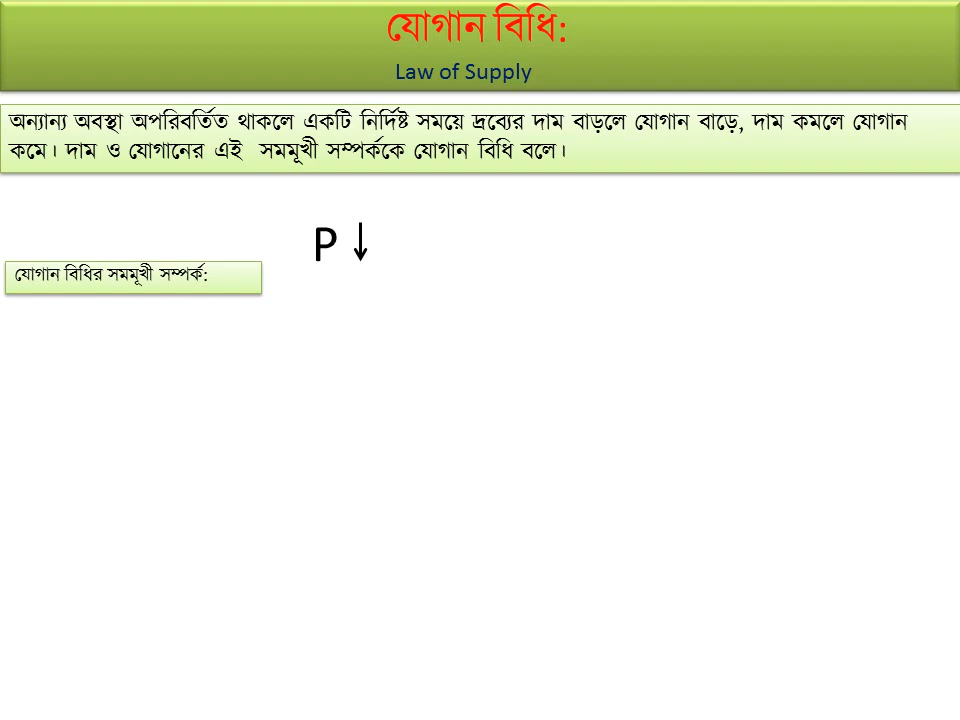 যোগান বিধি:
Law of Supply
অন্যান্য অবস্থা অপরিবর্তিত থাকলে একটি নির্দিষ্ট সময়ে দ্রব্যের দাম বাড়লে যোগান বাড়ে, দাম কমলে যোগান
কমে। দাম ও যোগানের এই সমমূখী সম্পর্ককে যোগান বিধি বলে।
P↓
যোগান বিধির সমমূখী সম্পর্ক: